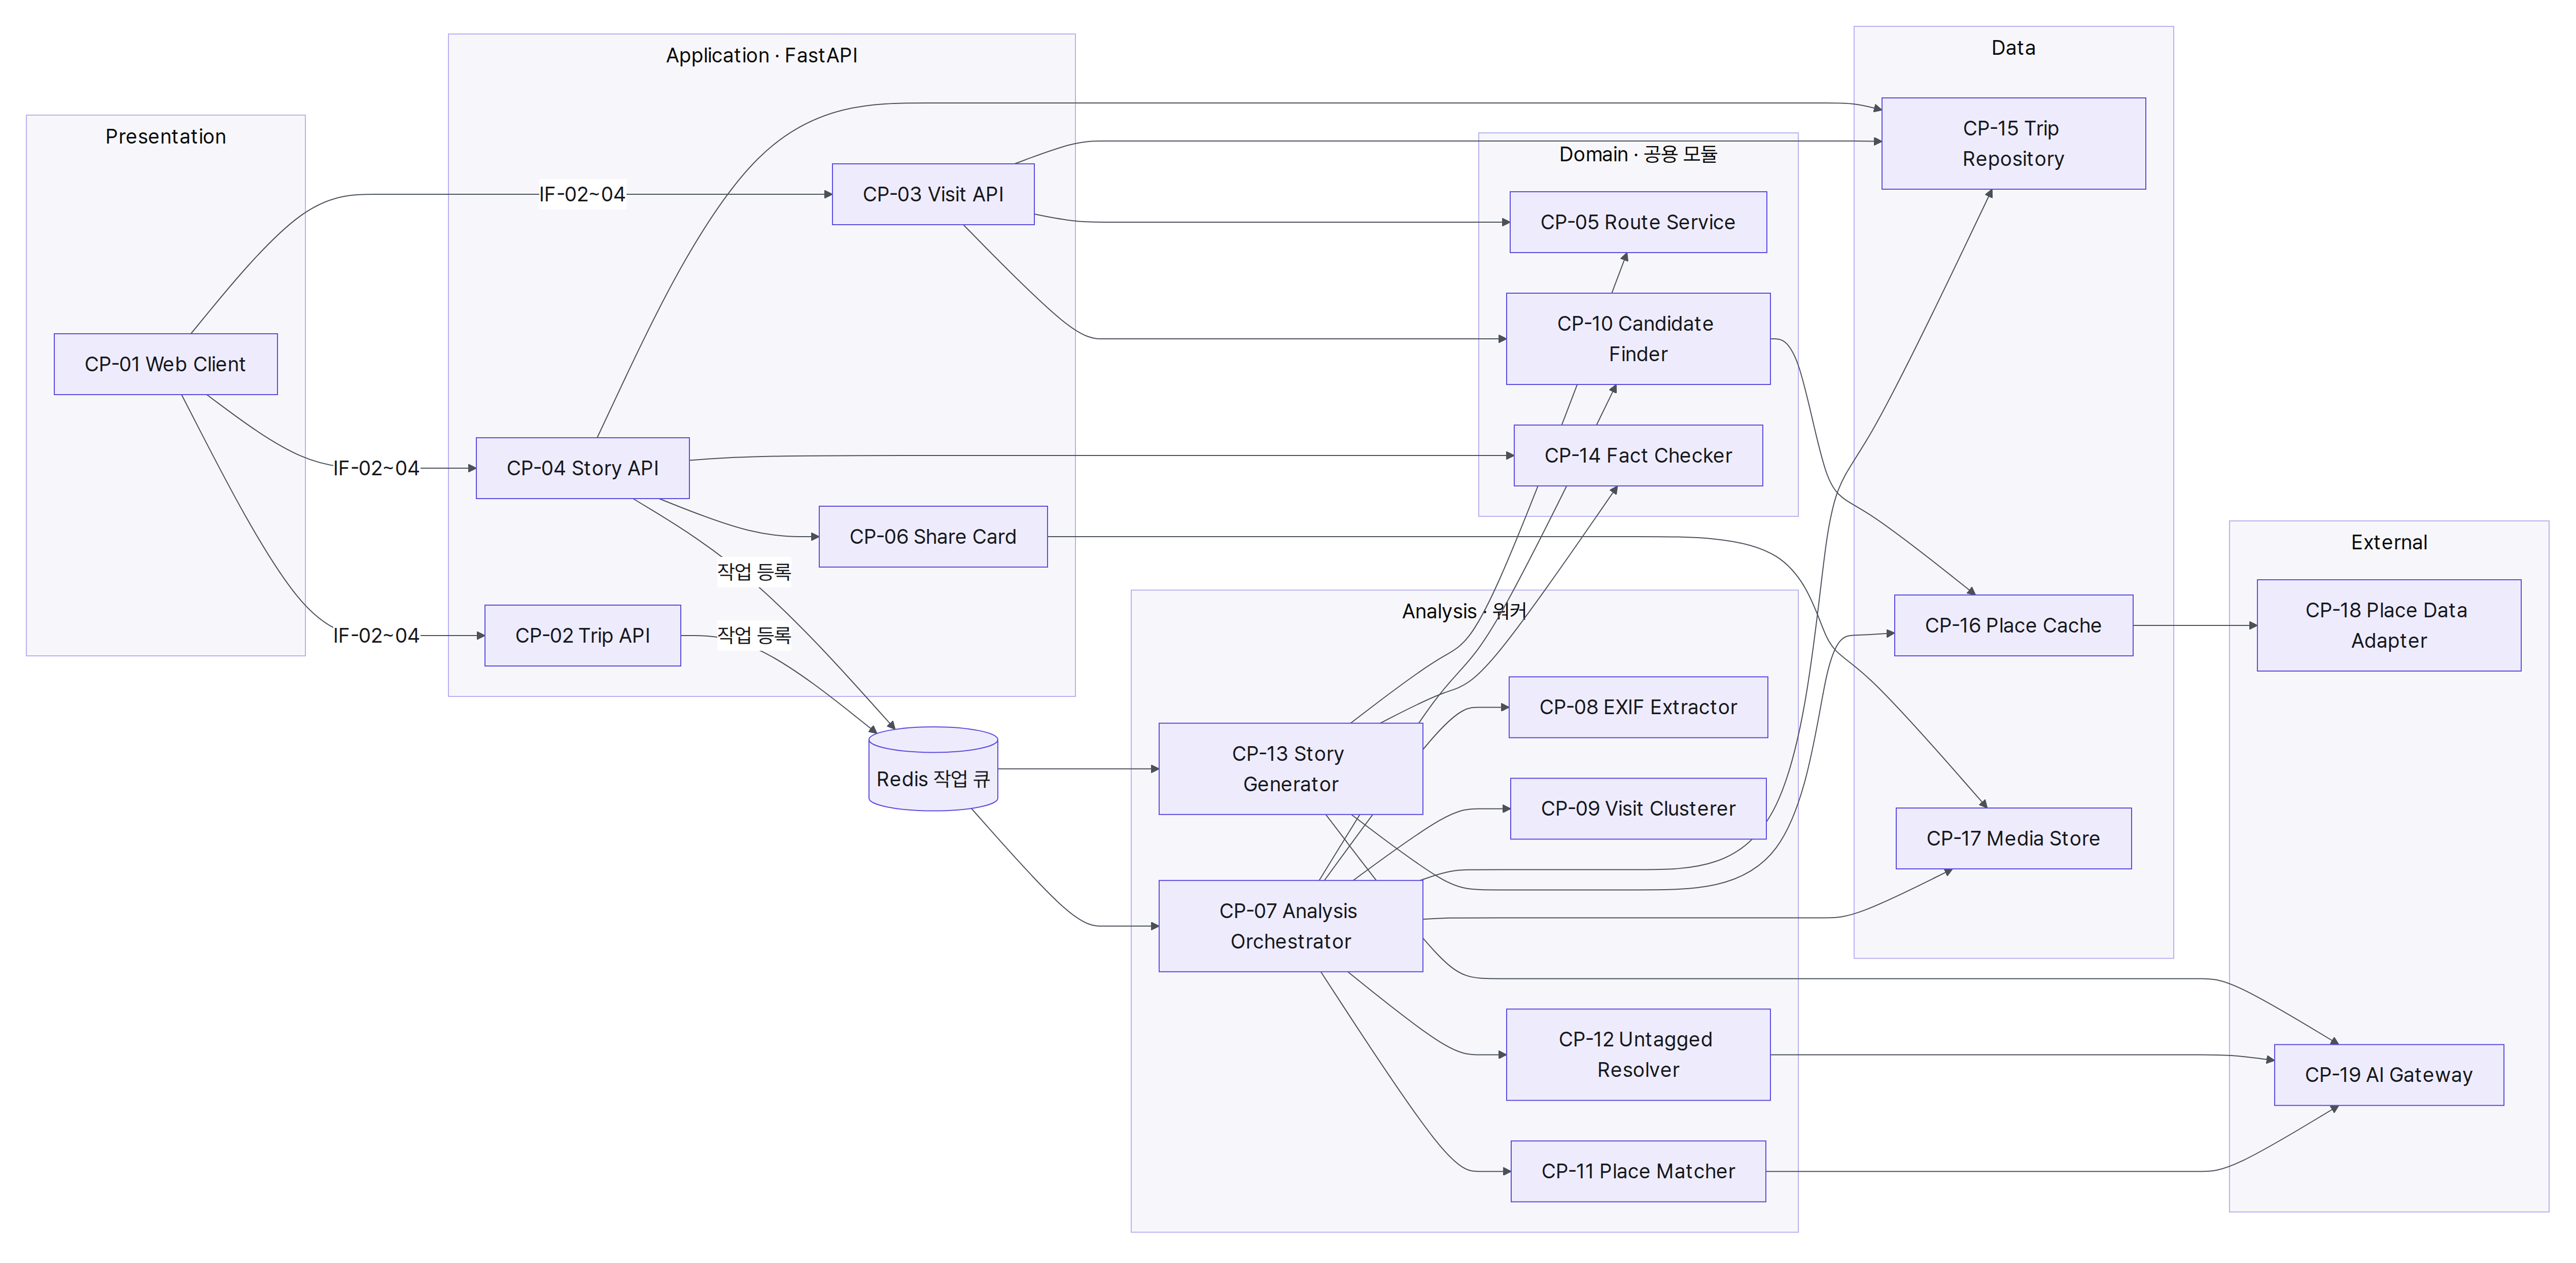 Presentation
CP-01 Web Client
IF-02~04
IF-02~04
IF-02~04
Application · FastAPI
CP-03 Visit API
CP-04 Story API
CP-06 Share Card
작업 등록
작업 등록
CP-02 Trip API
Redis 작업 큐
Domain · 공용 모듈
CP-05 Route Service
CP-10 Candidate
Finder
CP-14 Fact Checker
Analysis · 워커
CP-08 EXIF Extractor
CP-13 Story
Generator
CP-09 Visit Clusterer
CP-07 Analysis
Orchestrator
CP-12 Untagged
Resolver
CP-11 Place Matcher
Data
CP-15 Trip
Repository
CP-16 Place Cache
CP-17 Media Store
External
CP-18 Place Data
Adapter
CP-19 AI Gateway